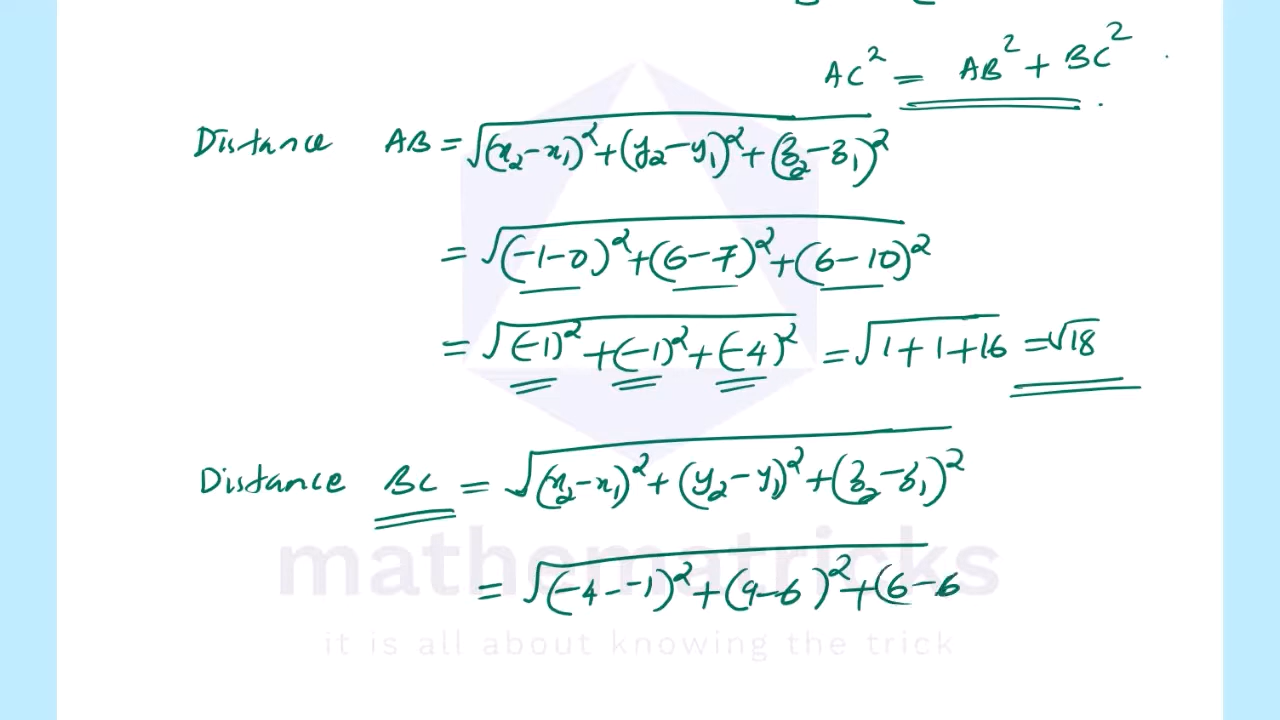 AC² = AB² + BC²
Distance AB = √(x₂-x₁)²+(y₂-y₁)²+(z₂-z₁)²
= √(-1-0)²+(6-7)²+(6-10)²
= √(-1)²+(-1)²+(-4)² = √1+1+16 = √18
Distance BC = √(x₂-x₁)²+(y₂-y₁)²+(z₂-z₁)²
= √(-4--1)²+(9-6)²+(6-6
mathematricks
it is all about knowing the trick